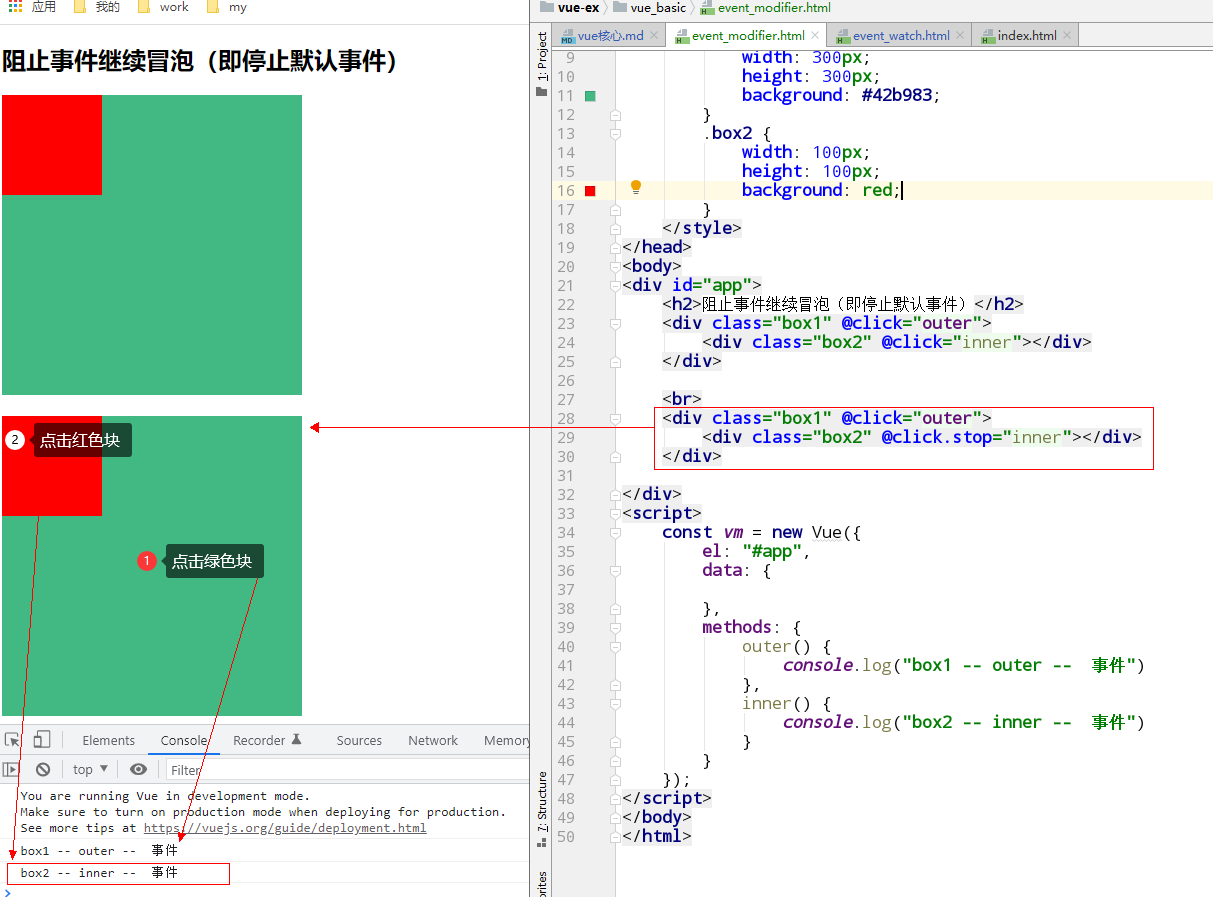 应用 我的 work my
阻止事件继续冒泡（即停止默认事件）
2 点击红色块
1 点击绿色块
Elements Console Recorder Sources Network Memory
top Filter
You are running Vue in development mode.
Make sure to turn on production mode when deploying for production.
See more tips at https://vuejs.org/guide/deployment.html
box1 -- outer --  事件
box2 -- inner --  事件
vue-ex vue_basic event_modifier.html
vue核心.md event_modifier.html event_watch.html index.html
1: Project
7: Structure
9 width: 300px;
10 height: 300px;
11 background: #42b983;
12 }
13 .box2 {
14 width: 100px;
15 height: 100px;
16 background: red;
17 }
18 </style>
19 </head>
20 <body>
21 <div id="app">
22 <h2>阻止事件继续冒泡（即停止默认事件）</h2>
23 <div class="box1" @click="outer">
24 <div class="box2" @click="inner"></div>
25 </div>
26
27 <br>
28 <div class="box1" @click="outer">
29 <div class="box2" @click.stop="inner"></div>
30 </div>
31
32 </div>
33 <script>
34 const vm = new Vue({
35 el: "#app",
36 data: {
37
38 },
39 methods: {
40 outer() {
41 console.log("box1 -- outer --  事件")
42 },
43 inner() {
44 console.log("box2 -- inner --  事件")
45 }
46 }
47 });
48 </script>
49 </body>
50 </html>